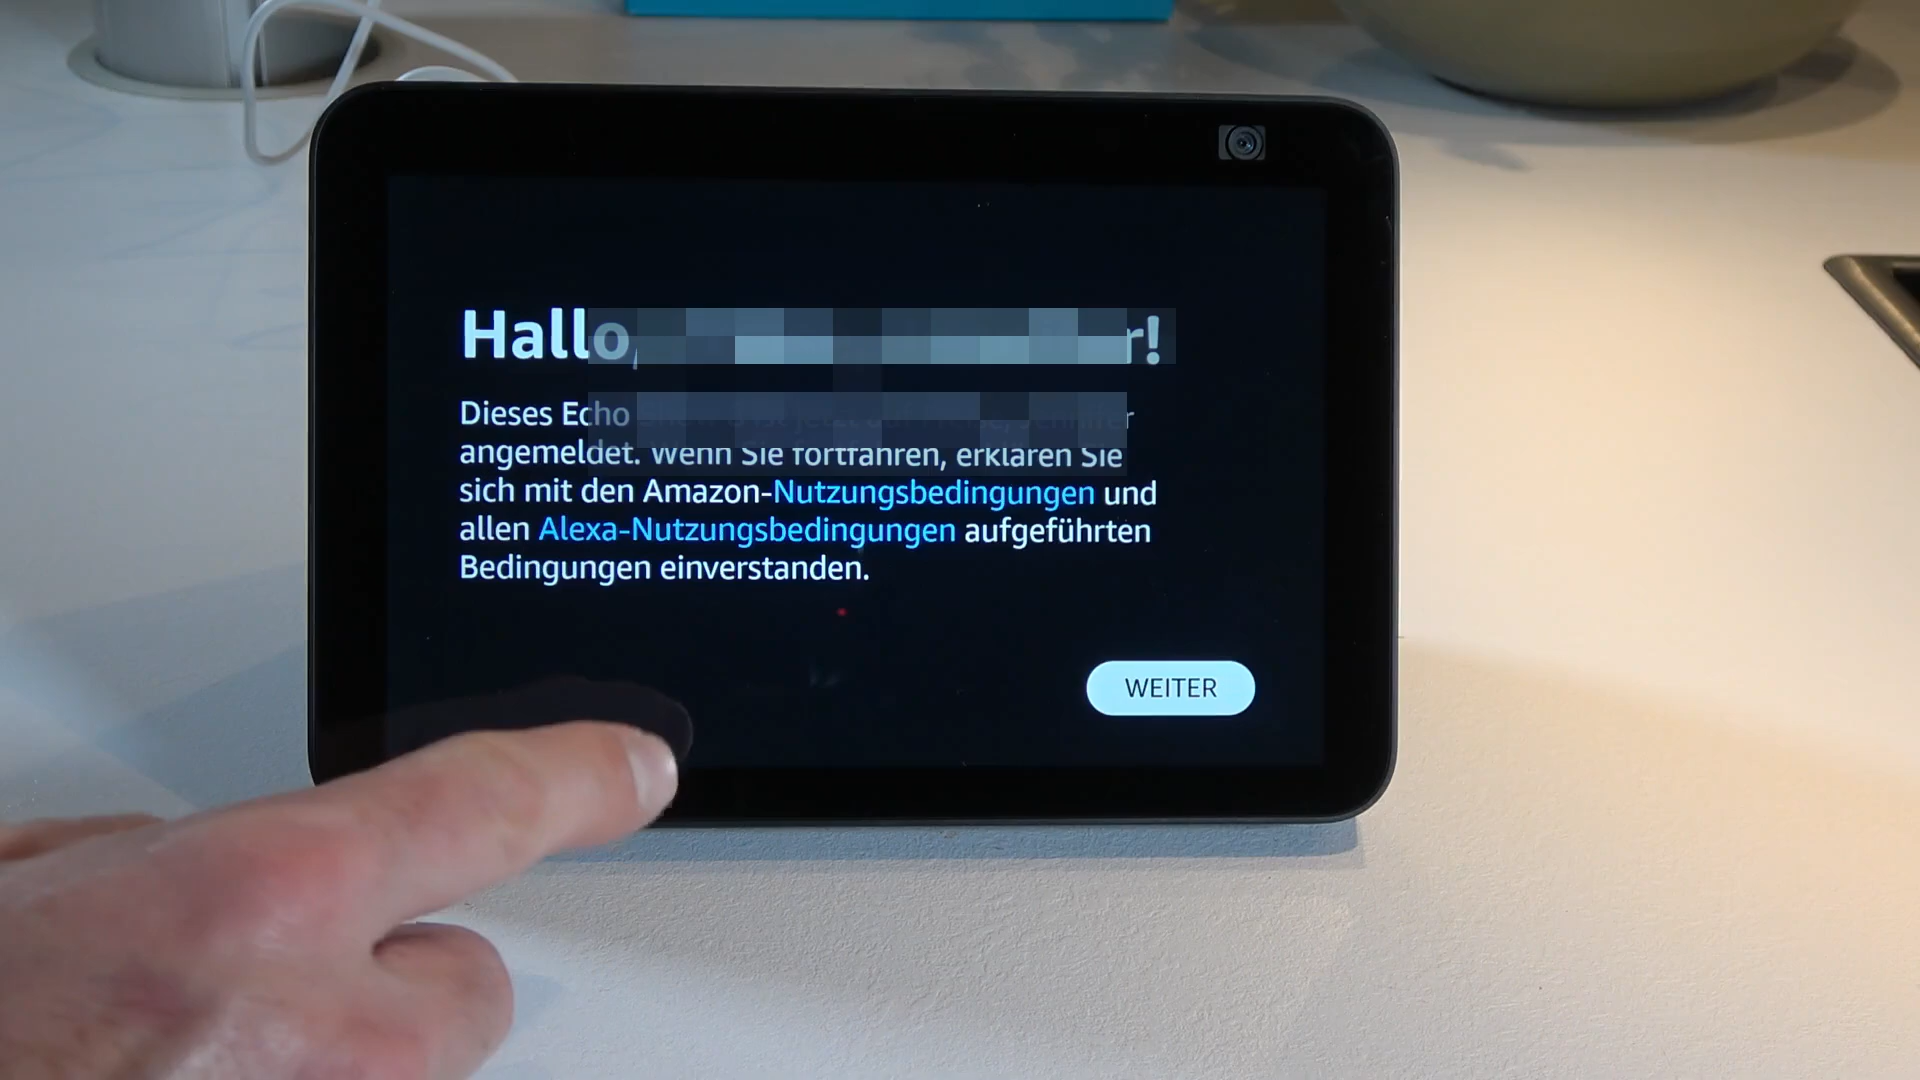 Hallo, r!
Dieses Echo
angemeldet. Wenn Sie fortfahren, erklären Sie
sich mit den Amazon-Nutzungsbedingungen und
allen Alexa-Nutzungsbedingungen aufgeführten
Bedingungen einverstanden.
WEITER